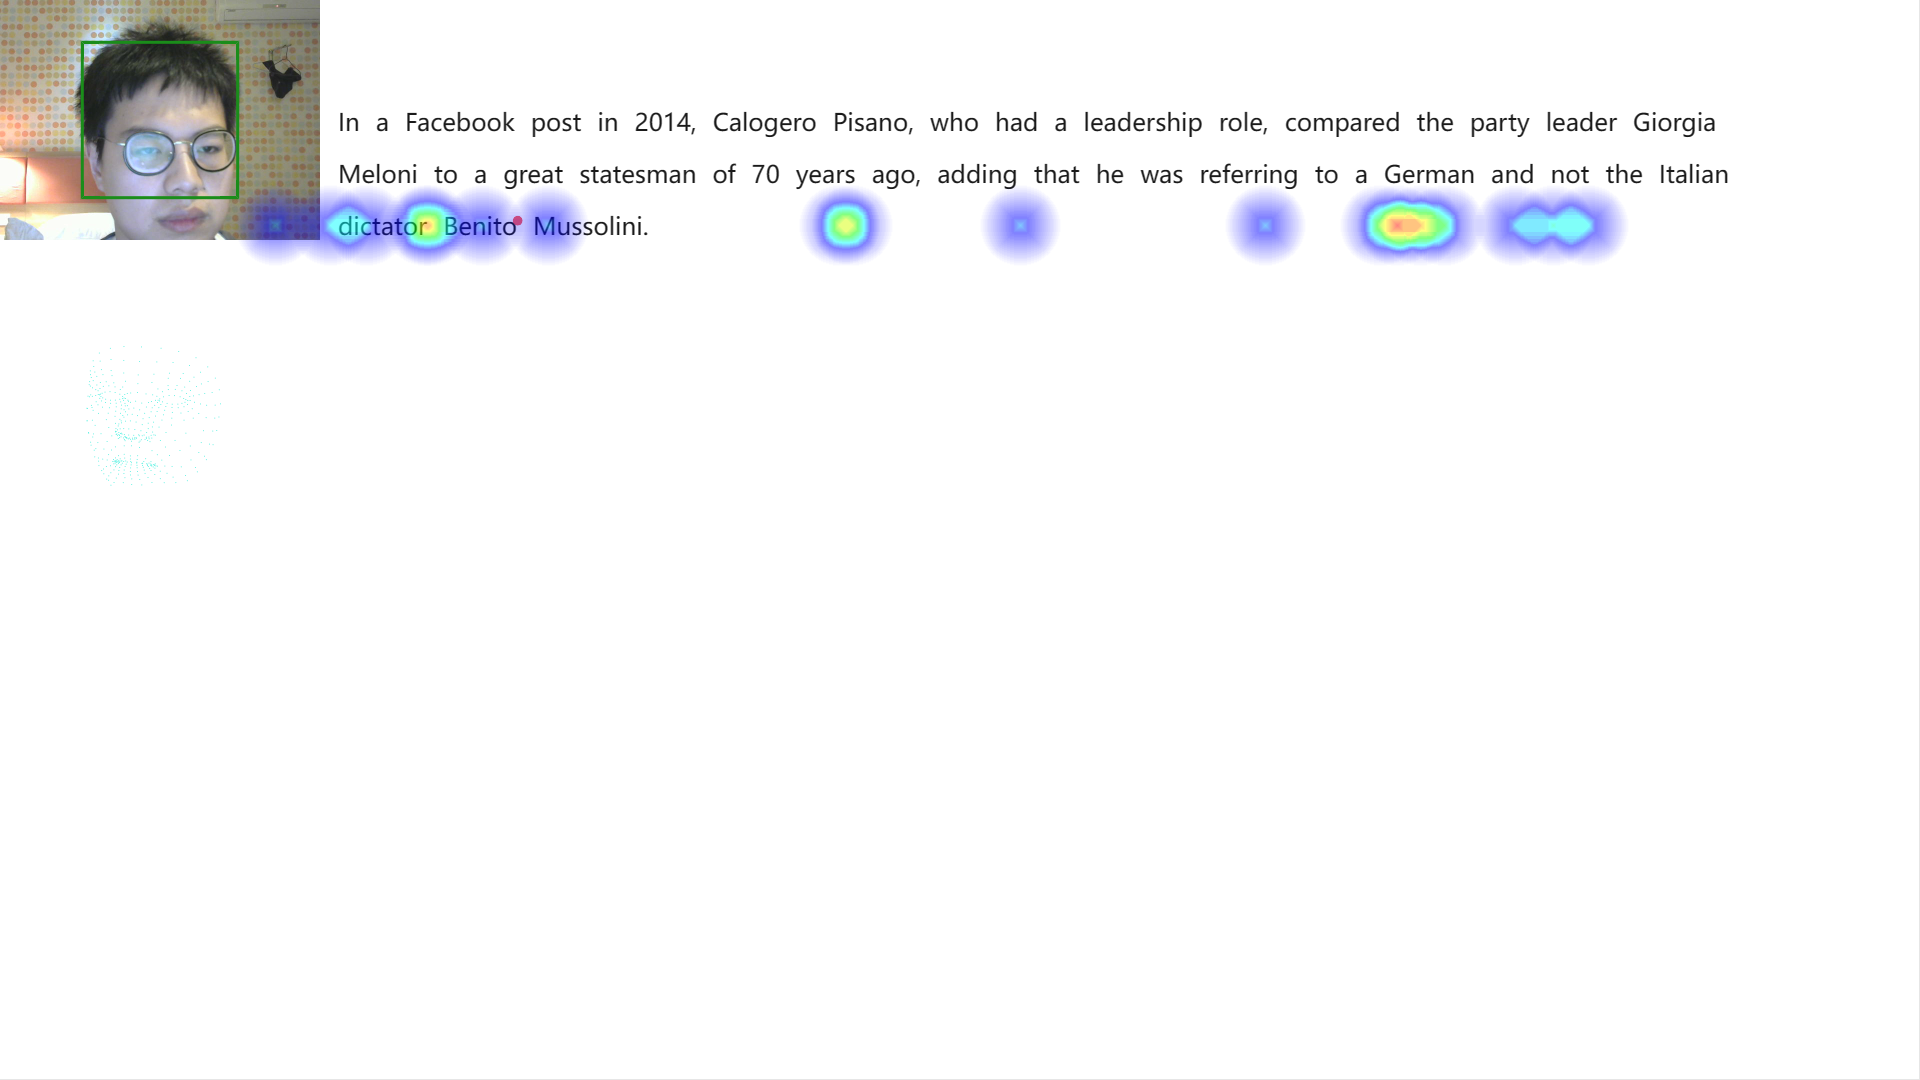 In a Facebook post in 2014, Calogero Pisano, who had a leadership role, compared the party leader Giorgia
Meloni to a great statesman of 70 years ago, adding that he was referring to a German and not the Italian
dictator Benito Mussolini.